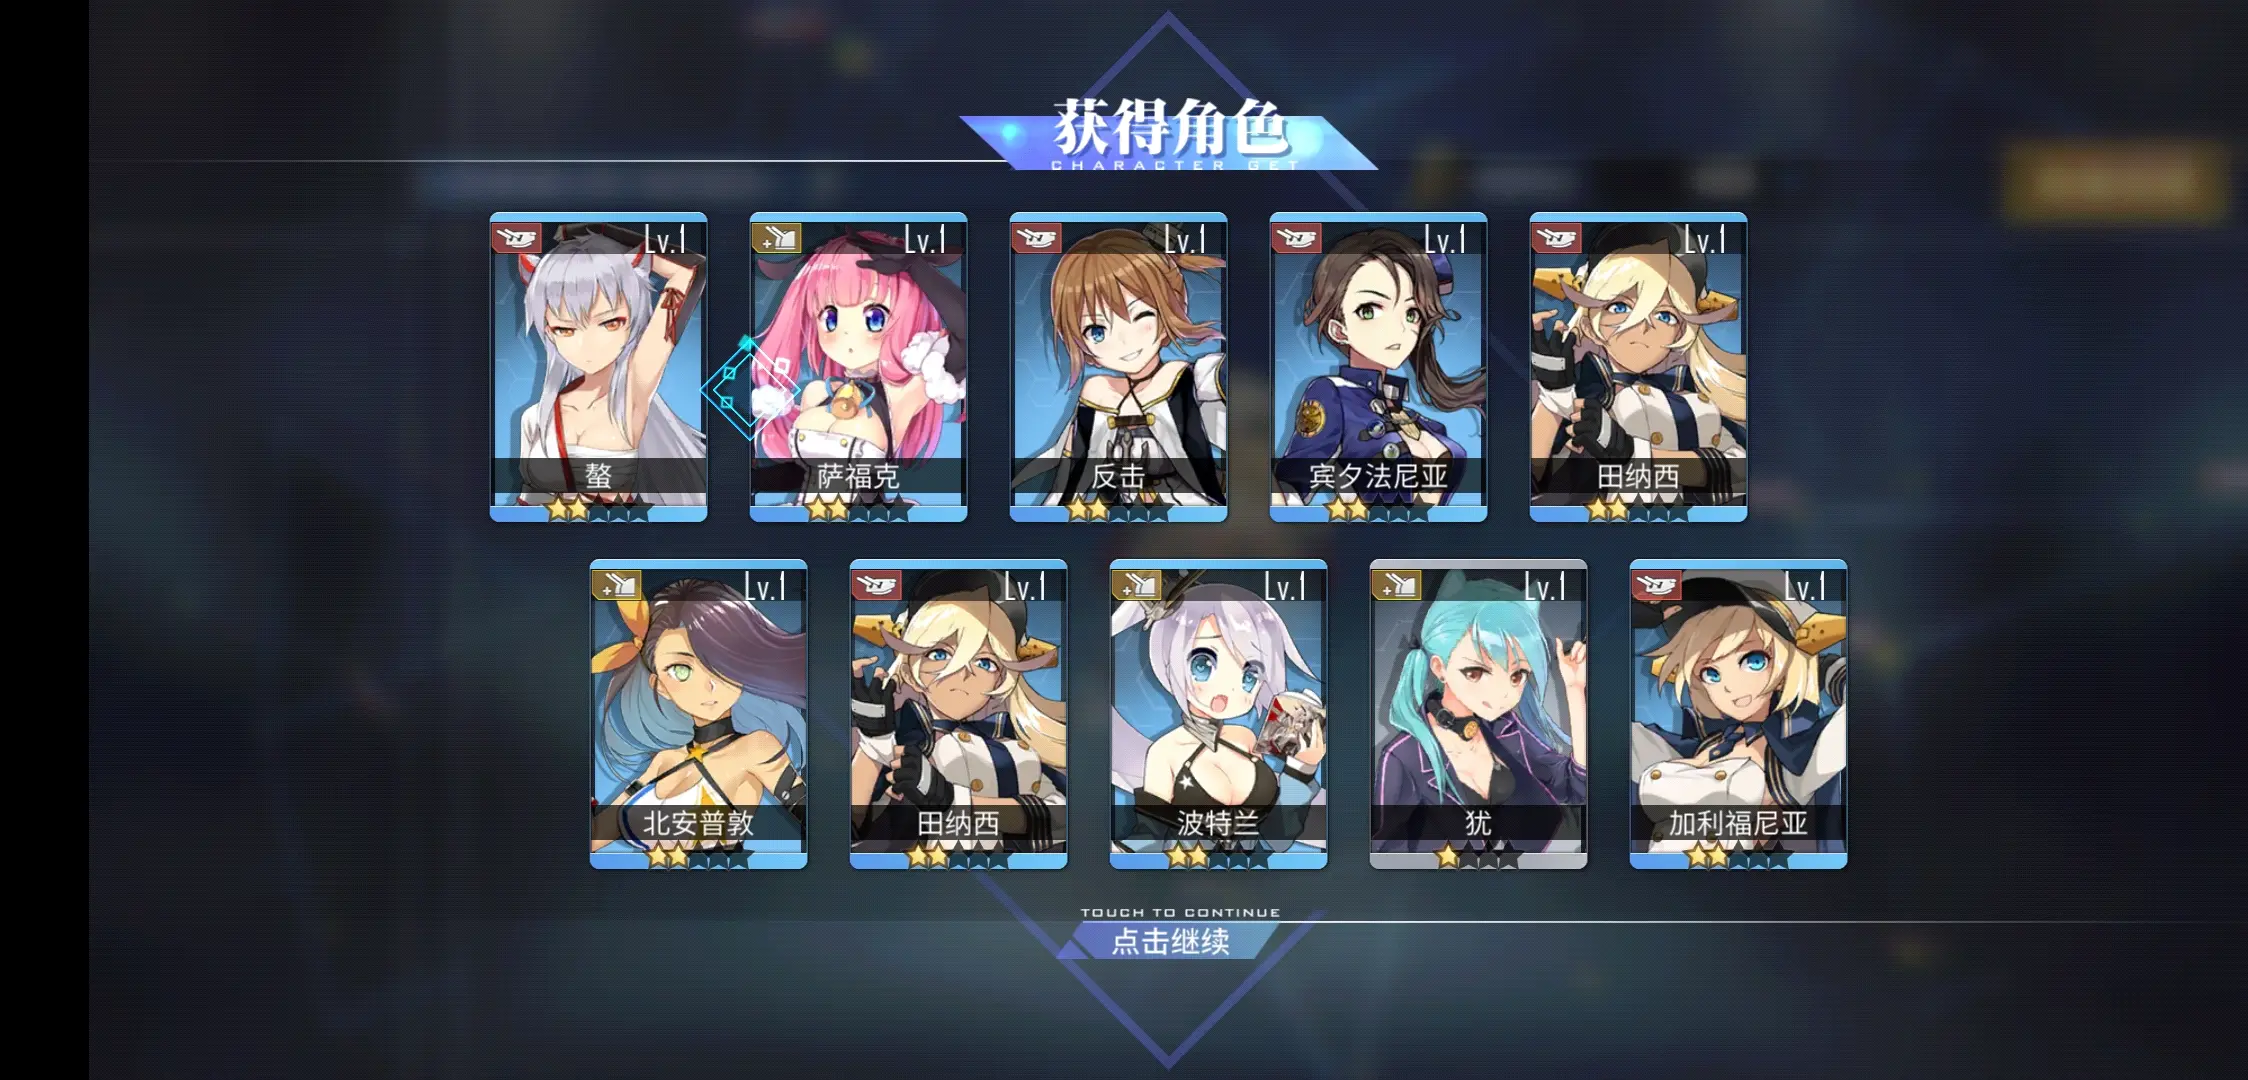 获得角色
CHARACTER GET
Lv.1
Lv.1
Lv.1
Lv.1
Lv.1
螯
萨福克
反击
宾夕法尼亚
田纳西
Lv.1
Lv.1
Lv.1
Lv.1
Lv.1
北安普敦
田纳西
波特兰
犹
加利福尼亚
TOUCH TO CONTINUE
点击继续